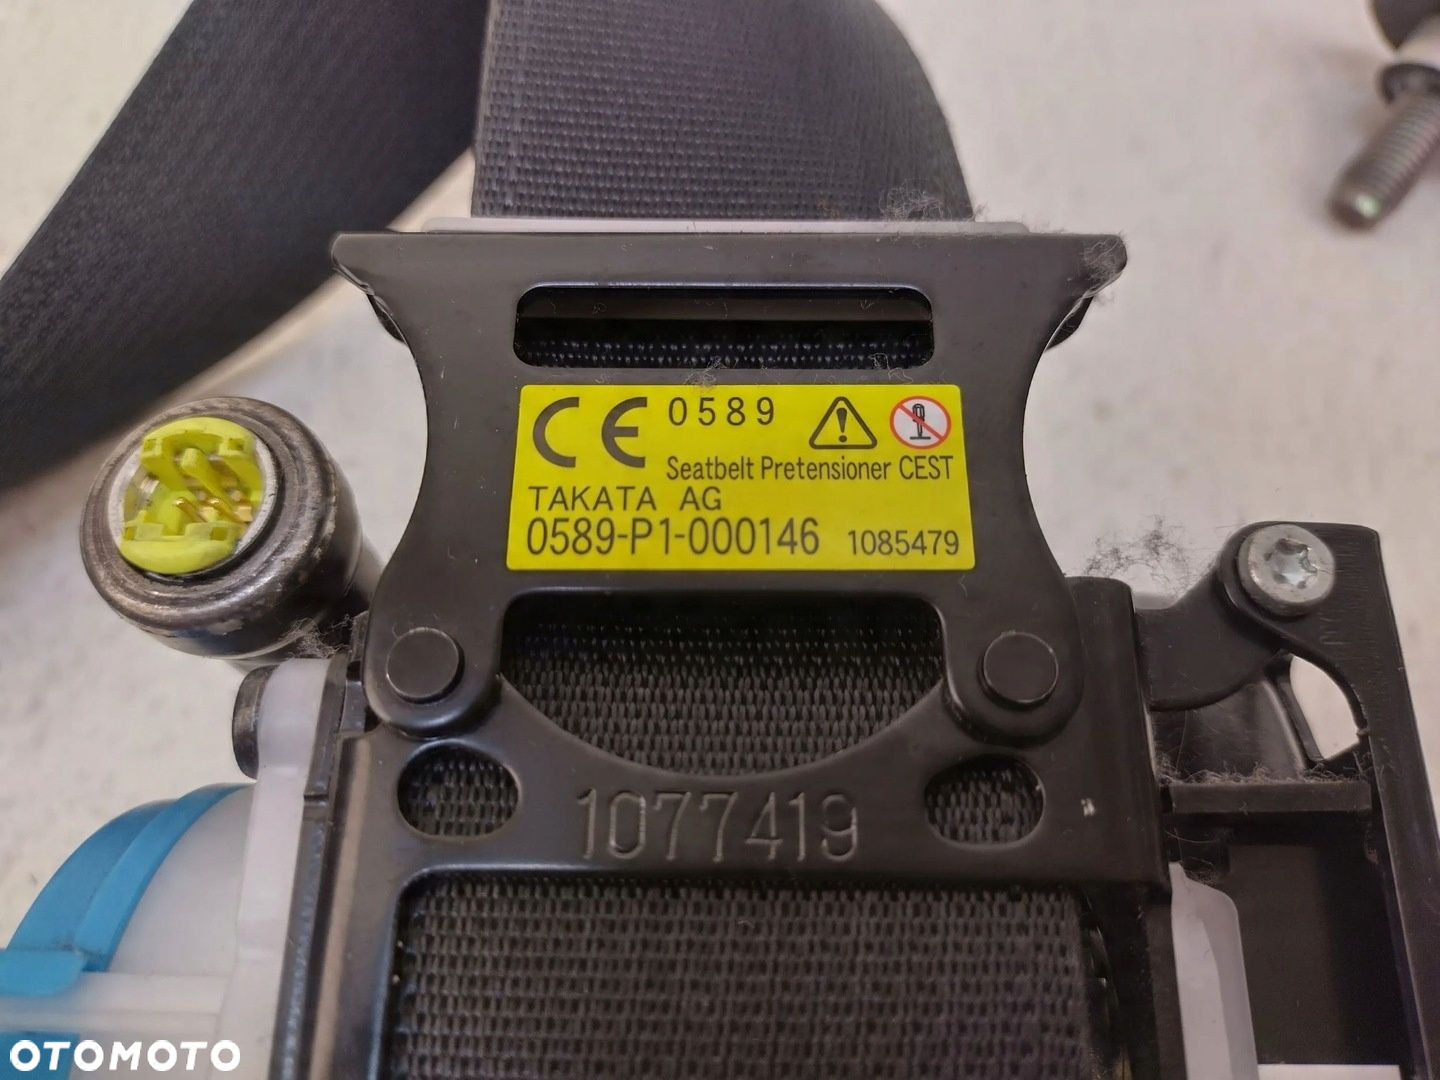 CE 0589
Seatbelt Pretensioner CEST
TAKATA AG
0589-P1-000146 1085479
1077419
OTOMOTO